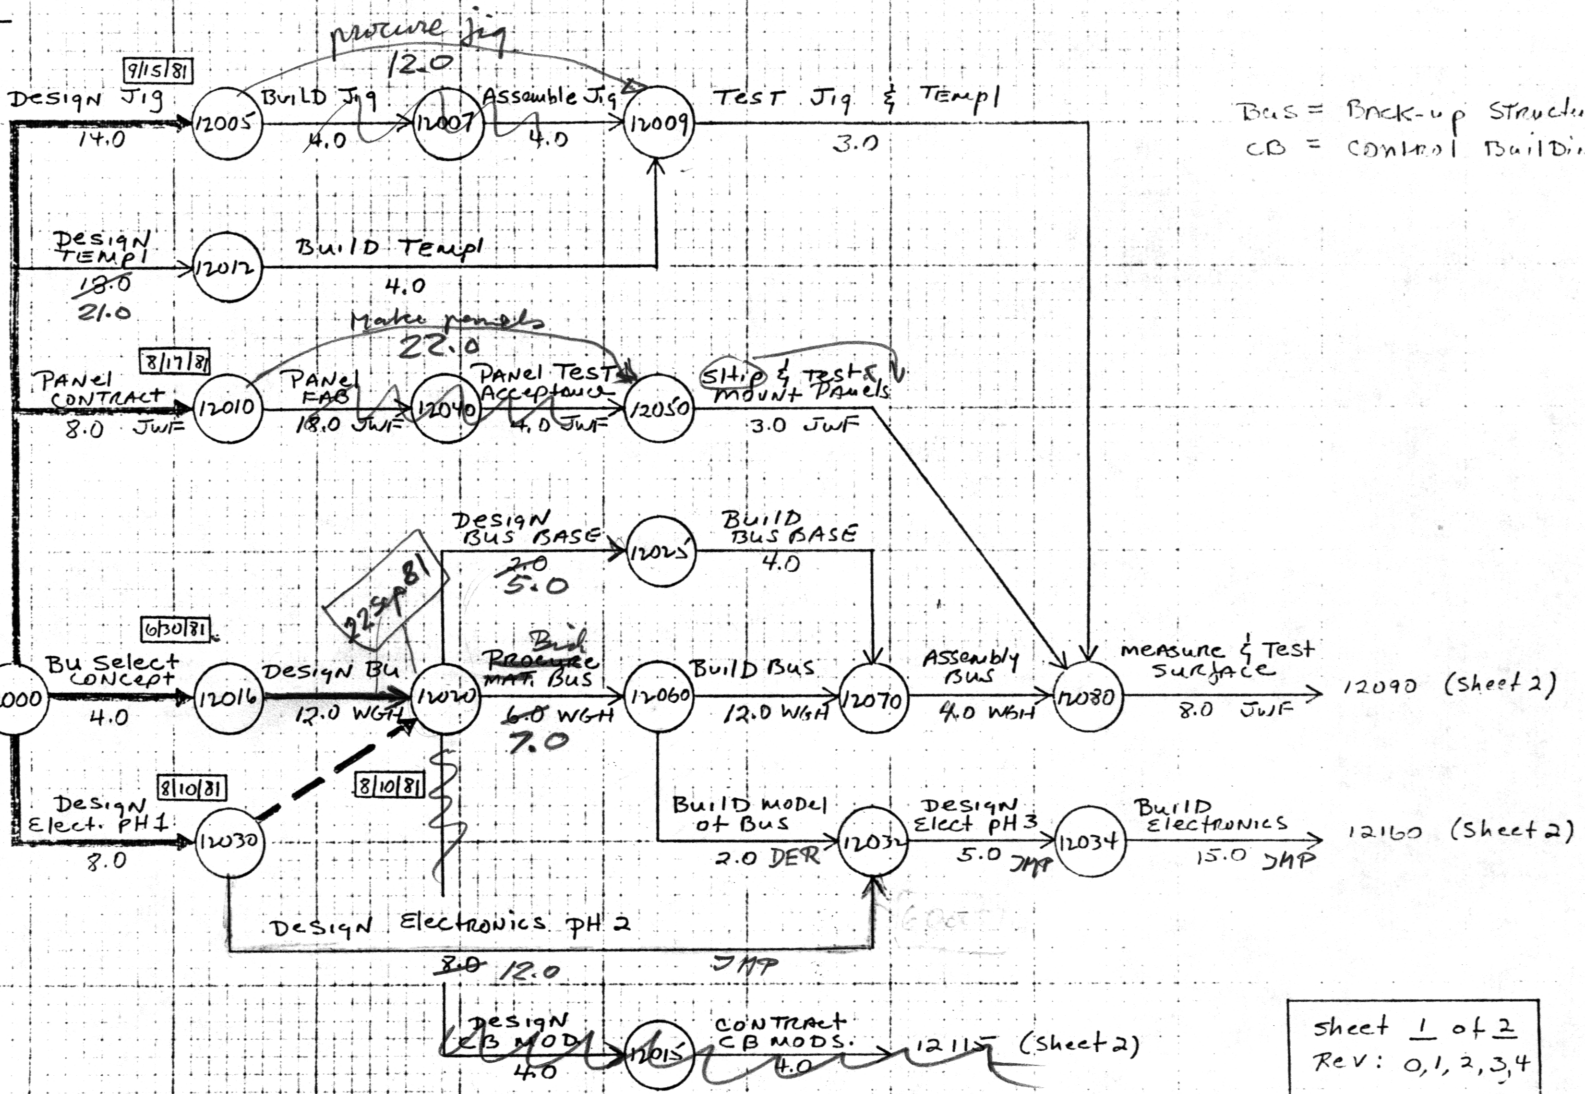 procure jig
12.0
9/15/81
Design Jig
14.0
12005
Build Jig
4.0
12007
Assemble Jig
4.0
12009
Test Jig & Templ
3.0
BUS = BACK-up Structu
CB = Control Buildi
Design
Templ
18.0
21.0
12012
Build Templ
4.0
Make panels
22.0
8/17/81
PANel
CONTRACT
8.0 JWF
12010
PANel
FAB
18.0 JWF
12040
PANel Test
Acceptance
4.0 JWF
12050
Ship & Test &
mount PAnels
3.0 JWF
Design
BUS BASE
2.0
5.0
12025
Build
BUS BASE
4.0
22 Sep 81
6/30/81
000
BU Select
CONCEPT
4.0
12016
Design BU
12.0 WGH
12020
Bid
PROCURE
MAT. BUS
6.0 WGH
7.0
12060
Build BUS
12.0 WGH
12070
Assembly
BUS
4.0 WGH
12080
measure & Test
Surface
8.0 JWF
12090 (Sheet 2)
8/10/81
8/10/81
Design
Elect. PH1
8.0
12030
Build model
of BUS
2.0 DER
12032
Design
Elect pH3
5.0 JMP
12034
Build
Electronics
15.0 JMP
12160 (Sheet 2)
Design Electronics pH 2
8.0 12.0 JMP
Design
CB MOD
4.0
12015
CONTRACT
CB MODS.
4.0
12115 (Sheet 2)
sheet 1 of 2
Rev: 0,1,2,3,4